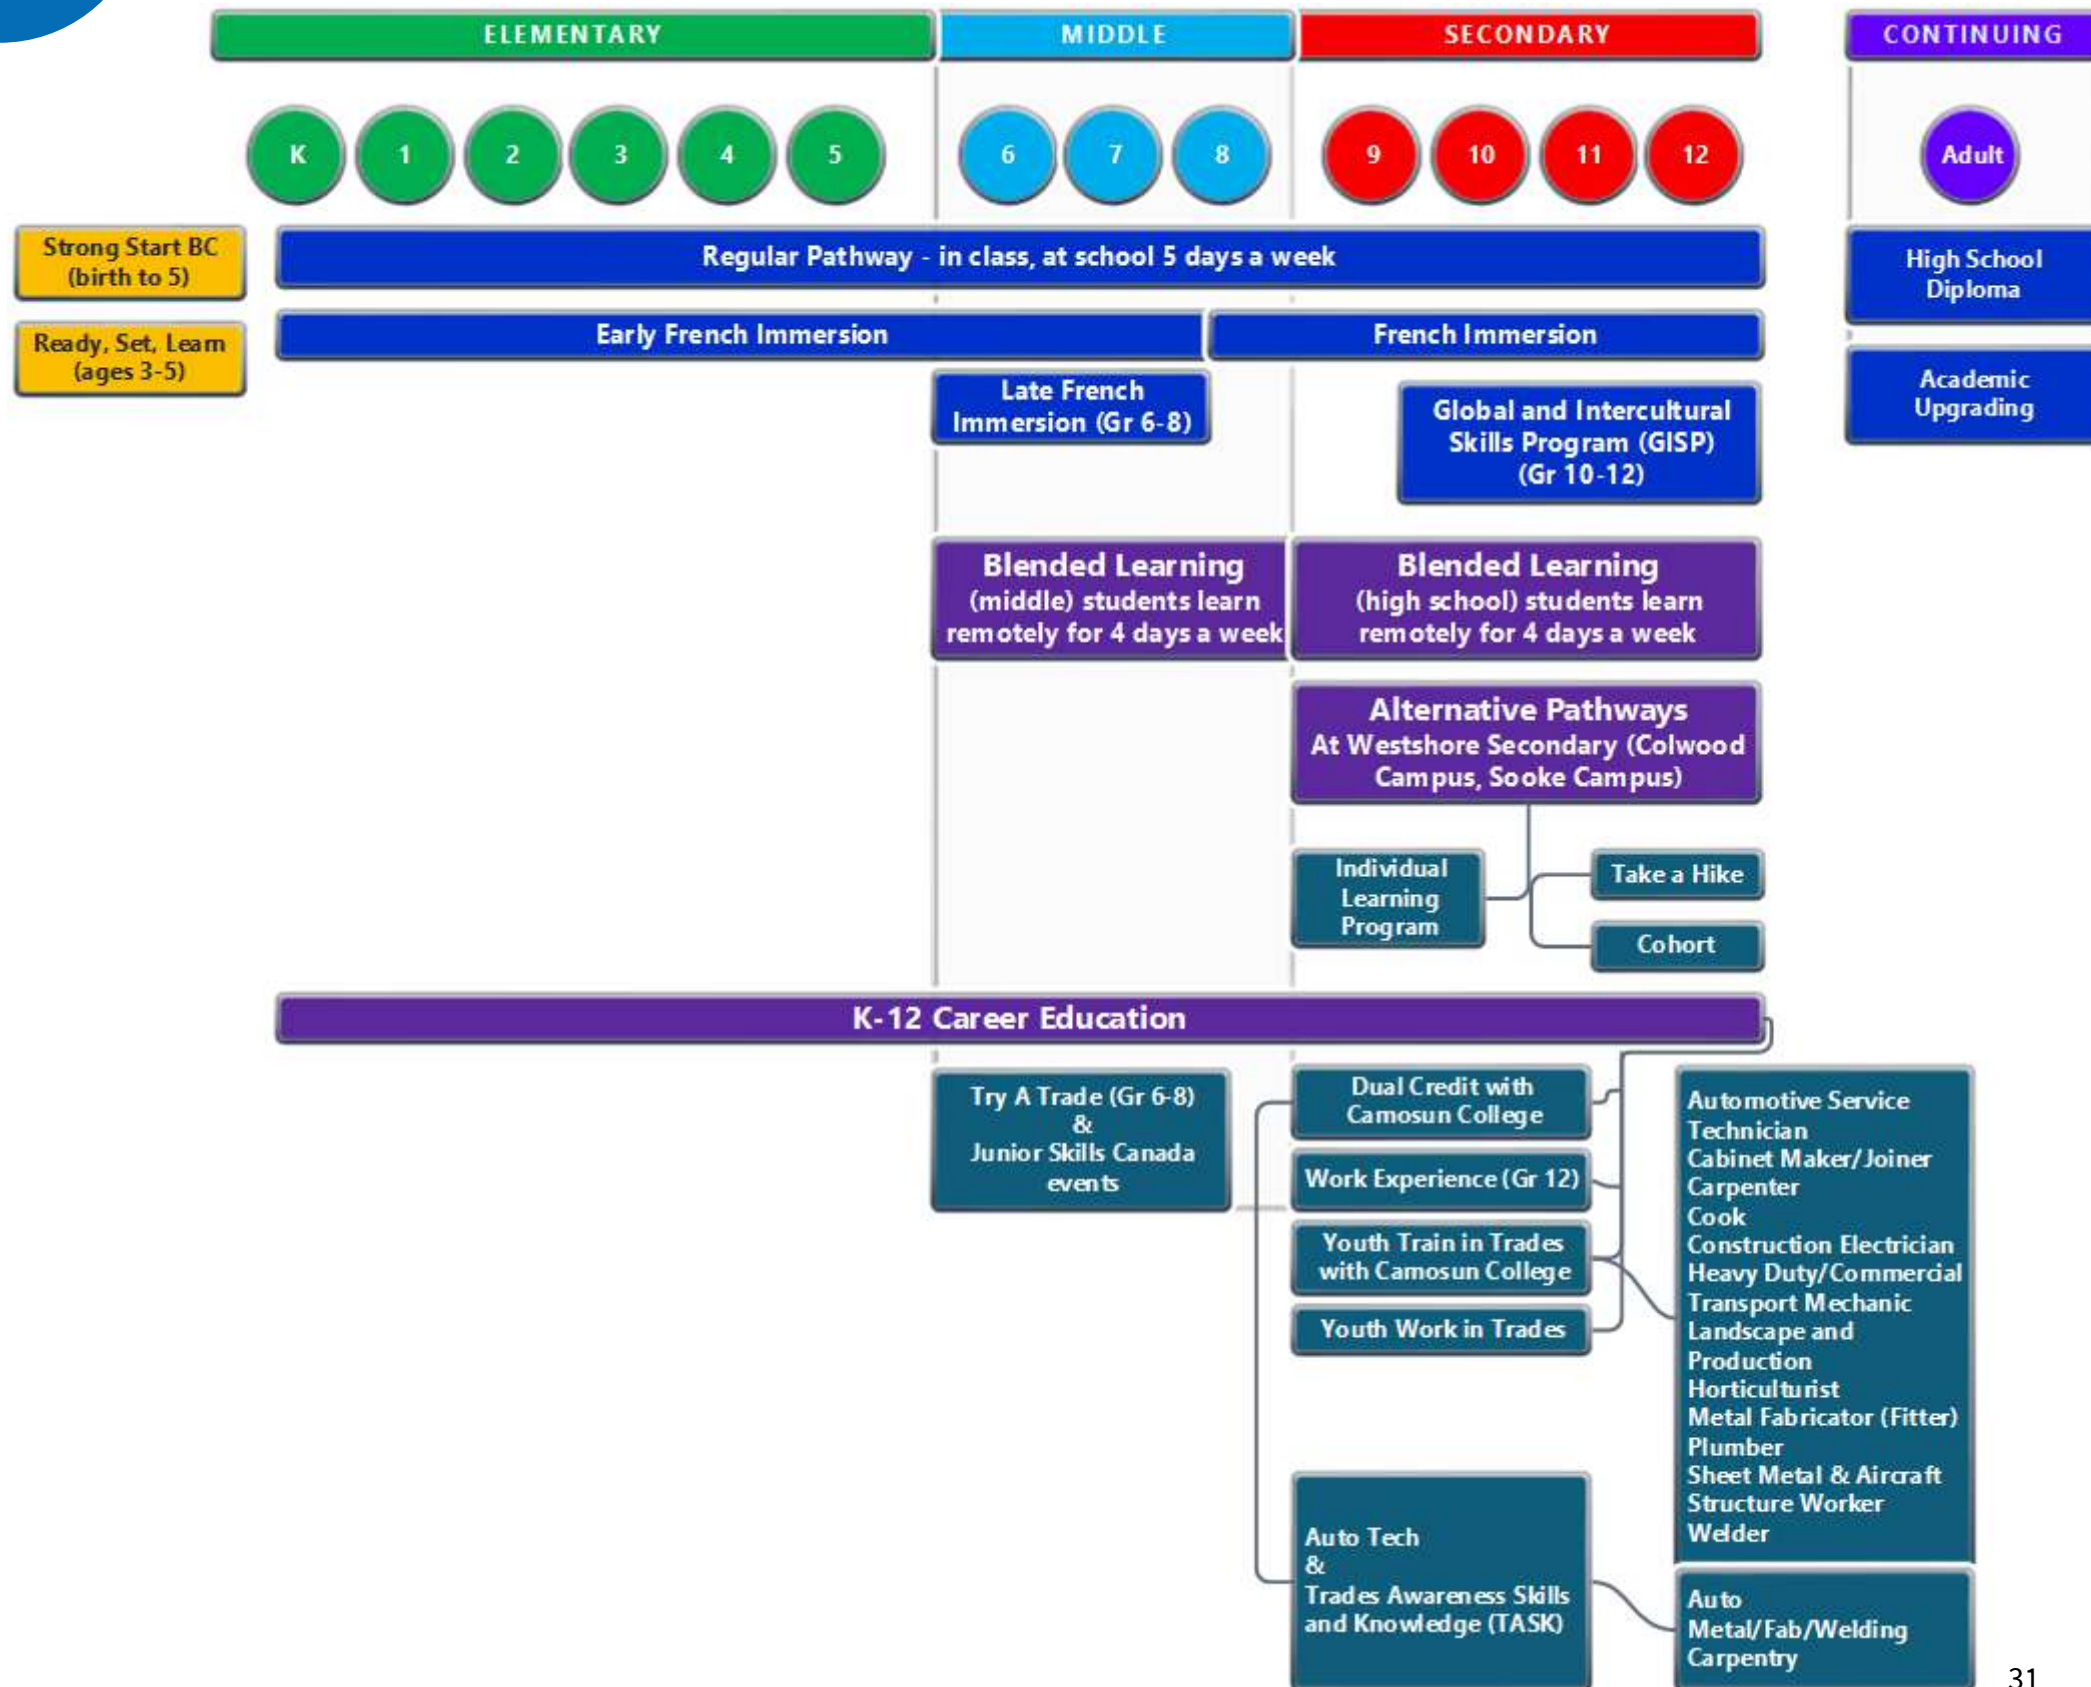 ELEMENTARY
MIDDLE
SECONDARY
CONTINUING
K
1
2
3
4
5
6
7
8
9
10
11
12
Adult
Strong Start BC
(birth to 5)
Regular Pathway - in class, at school 5 days a week
High School
Diploma
Ready, Set, Learn
(ages 3-5)
Early French Immersion
French Immersion
Late French
Immersion (Gr 6-8)
Global and Intercultural
Skills Program (GISP)
(Gr 10-12)
Academic
Upgrading
Blended Learning
(middle) students learn
remotely for 4 days a week
Blended Learning
(high school) students learn
remotely for 4 days a week
Alternative Pathways
At Westshore Secondary (Colwood
Campus, Sooke Campus)
Individual
Learning
Program
Take a Hike
Cohort
K-12 Career Education
Try A Trade (Gr 6-8)
&
Junior Skills Canada
events
Dual Credit with
Camosun College
Work Experience (Gr 12)
Youth Train in Trades
with Camosun College
Youth Work in Trades
Automotive Service
Technician
Cabinet Maker/Joiner
Carpenter
Cook
Construction Electrician
Heavy Duty/Commercial
Transport Mechanic
Landscape and
Production
Horticulturist
Metal Fabricator (Fitter)
Plumber
Sheet Metal & Aircraft
Structure Worker
Welder
Auto Tech
&
Trades Awareness Skills
and Knowledge (TASK)
Auto
Metal/Fab/Welding
Carpentry
31